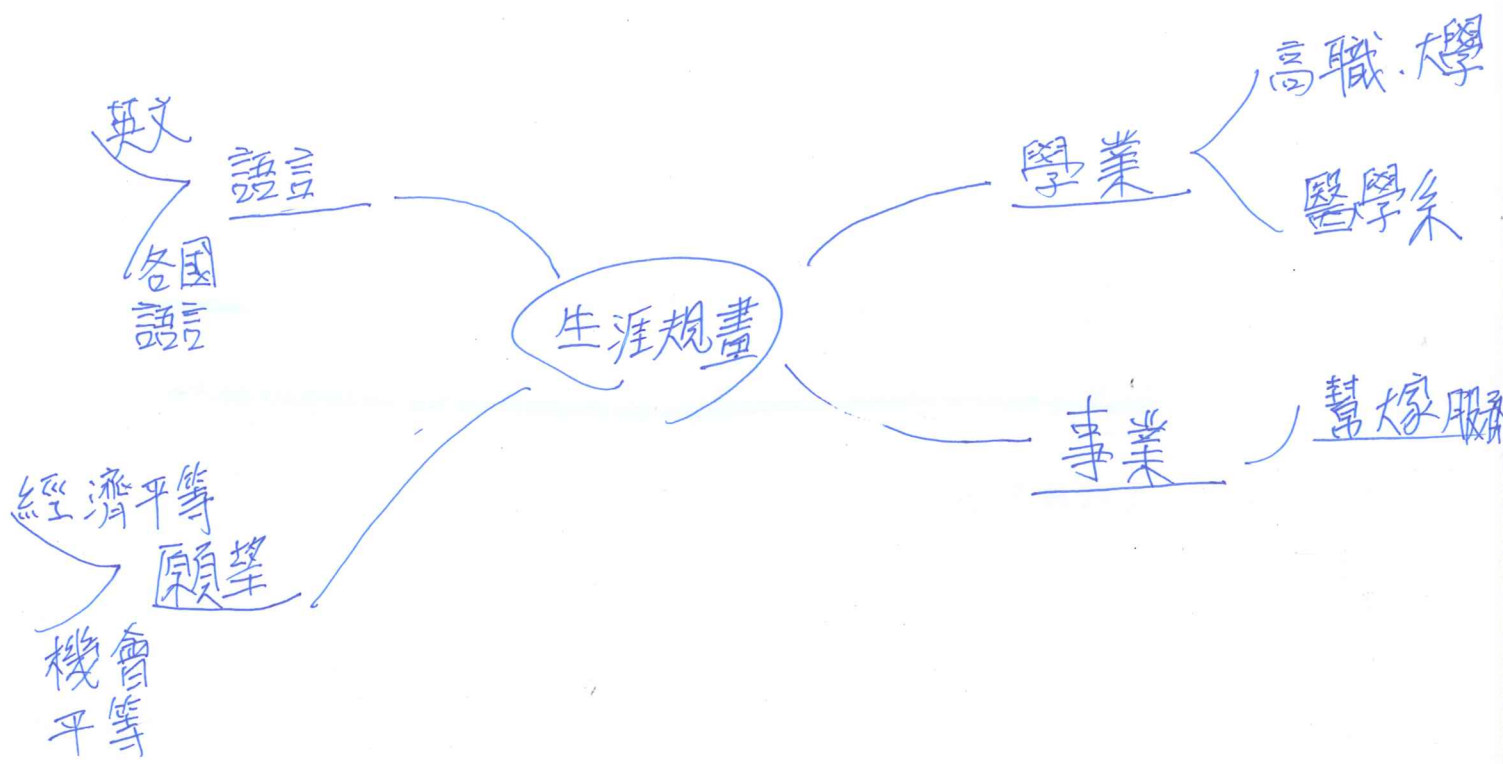 生涯規畫
學業
高職.大學
醫學系
事業
幫大家服務
語言
英文
各國
語言
願望
經濟平等
機會
平等